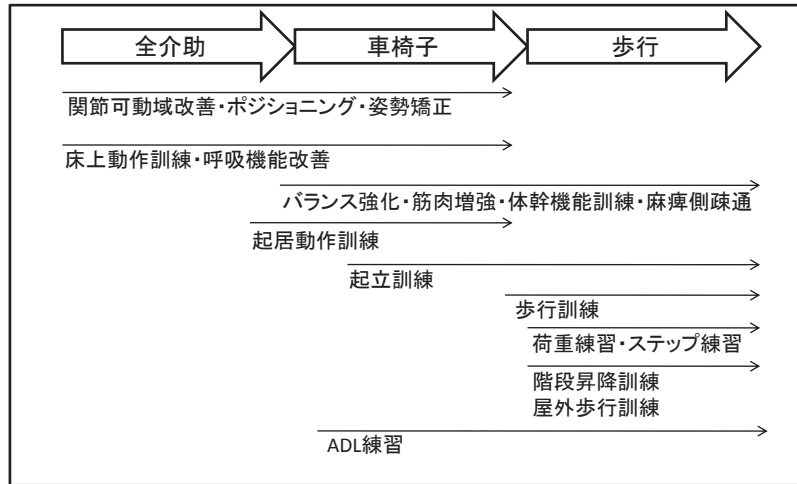 全介助
車椅子
歩行
関節可動域改善・ポジショニング・姿勢矯正
床上動作訓練・呼吸機能改善
バランス強化・筋肉増強・体幹機能訓練・麻痺側疎通
起居動作訓練
起立訓練
歩行訓練
荷重練習・ステップ練習
階段昇降訓練
屋外歩行訓練
ADL練習